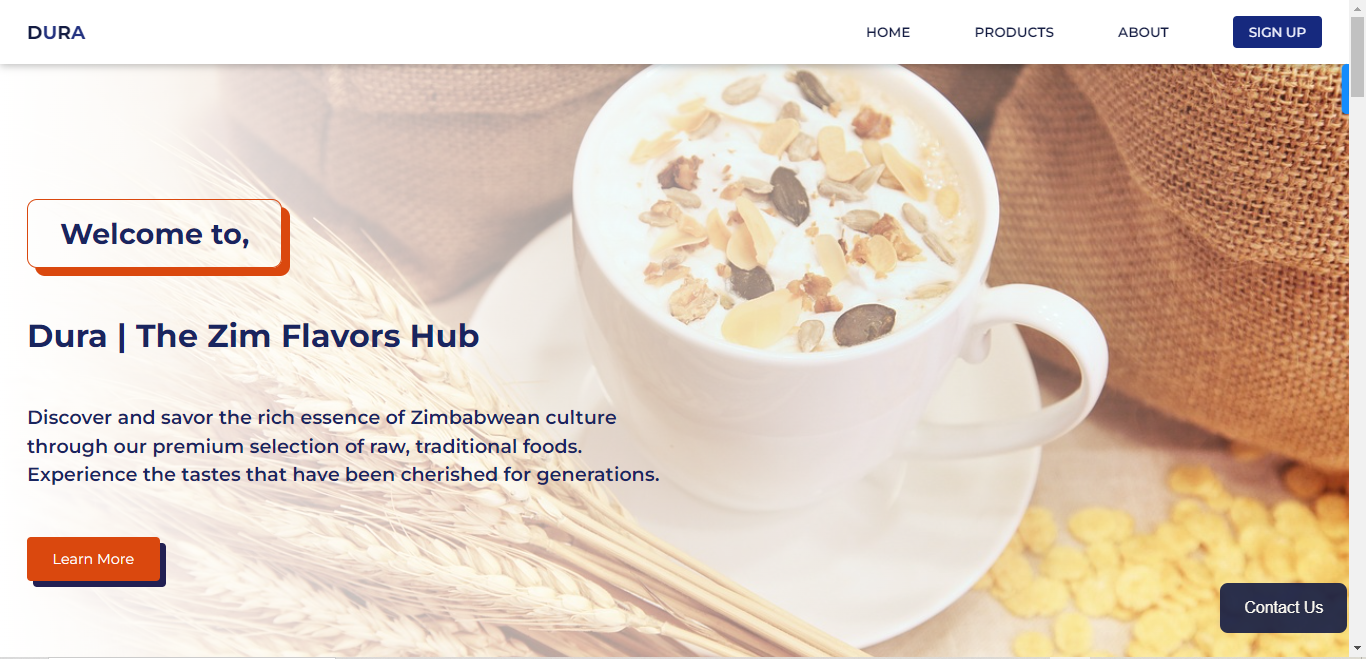 DURA
HOME
PRODUCTS
ABOUT
SIGN UP
Welcome to,
Dura | The Zim Flavors Hub
Discover and savor the rich essence of Zimbabwean culture
through our premium selection of raw, traditional foods.
Experience the tastes that have been cherished for generations.
Learn More
Contact Us